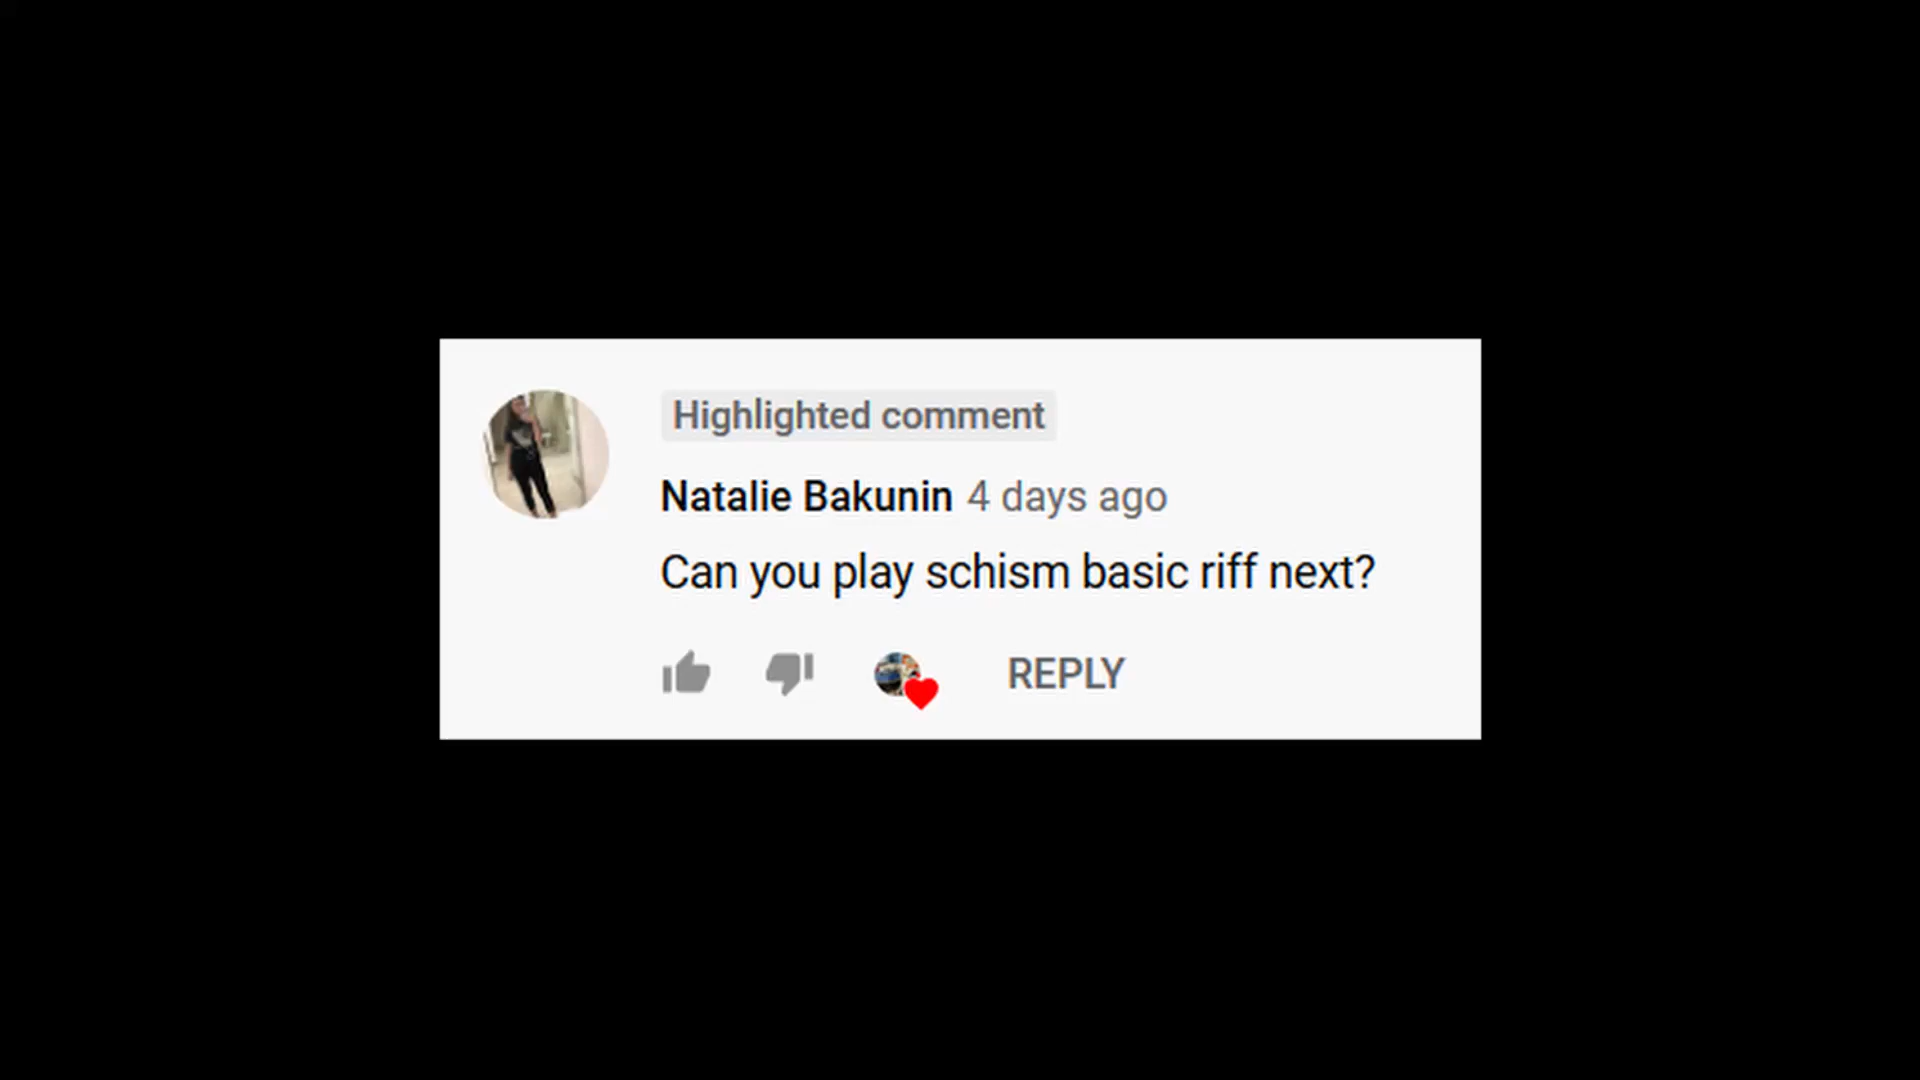 Highlighted comment
Natalie Bakunin 4 days ago
Can you play schism basic riff next?
REPLY